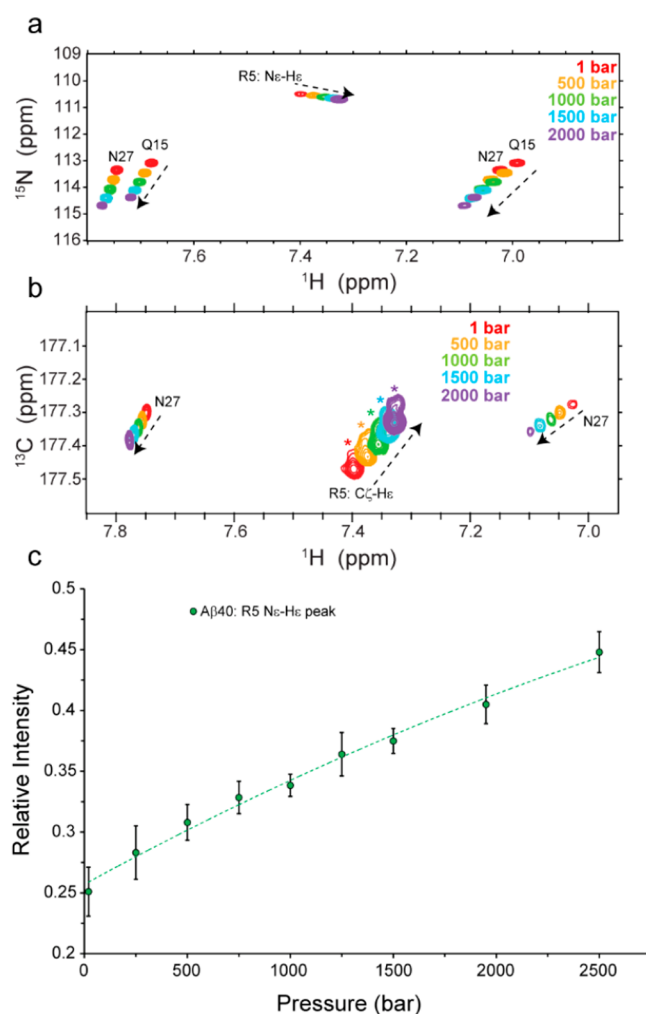 a
109
110
111
112
113
114
115
116
¹⁵N (ppm)
R5: Nε-Hε
1 bar
500 bar
1000 bar
1500 bar
2000 bar
N27
Q15
N27
Q15
7.6
7.4
7.2
7.0
¹H (ppm)
b
177.1
177.2
177.3
177.4
177.5
¹³C (ppm)
1 bar
500 bar
1000 bar
1500 bar
2000 bar
N27
*
*
*
*
*
N27
R5: Cζ-Hε
7.8
7.6
7.4
7.2
7.0
¹H (ppm)
c
0.5
0.45
0.4
0.35
0.3
0.25
0.2
Relative Intensity
Aβ40: R5 Nε-Hε peak
0
500
1000
1500
2000
2500
Pressure (bar)